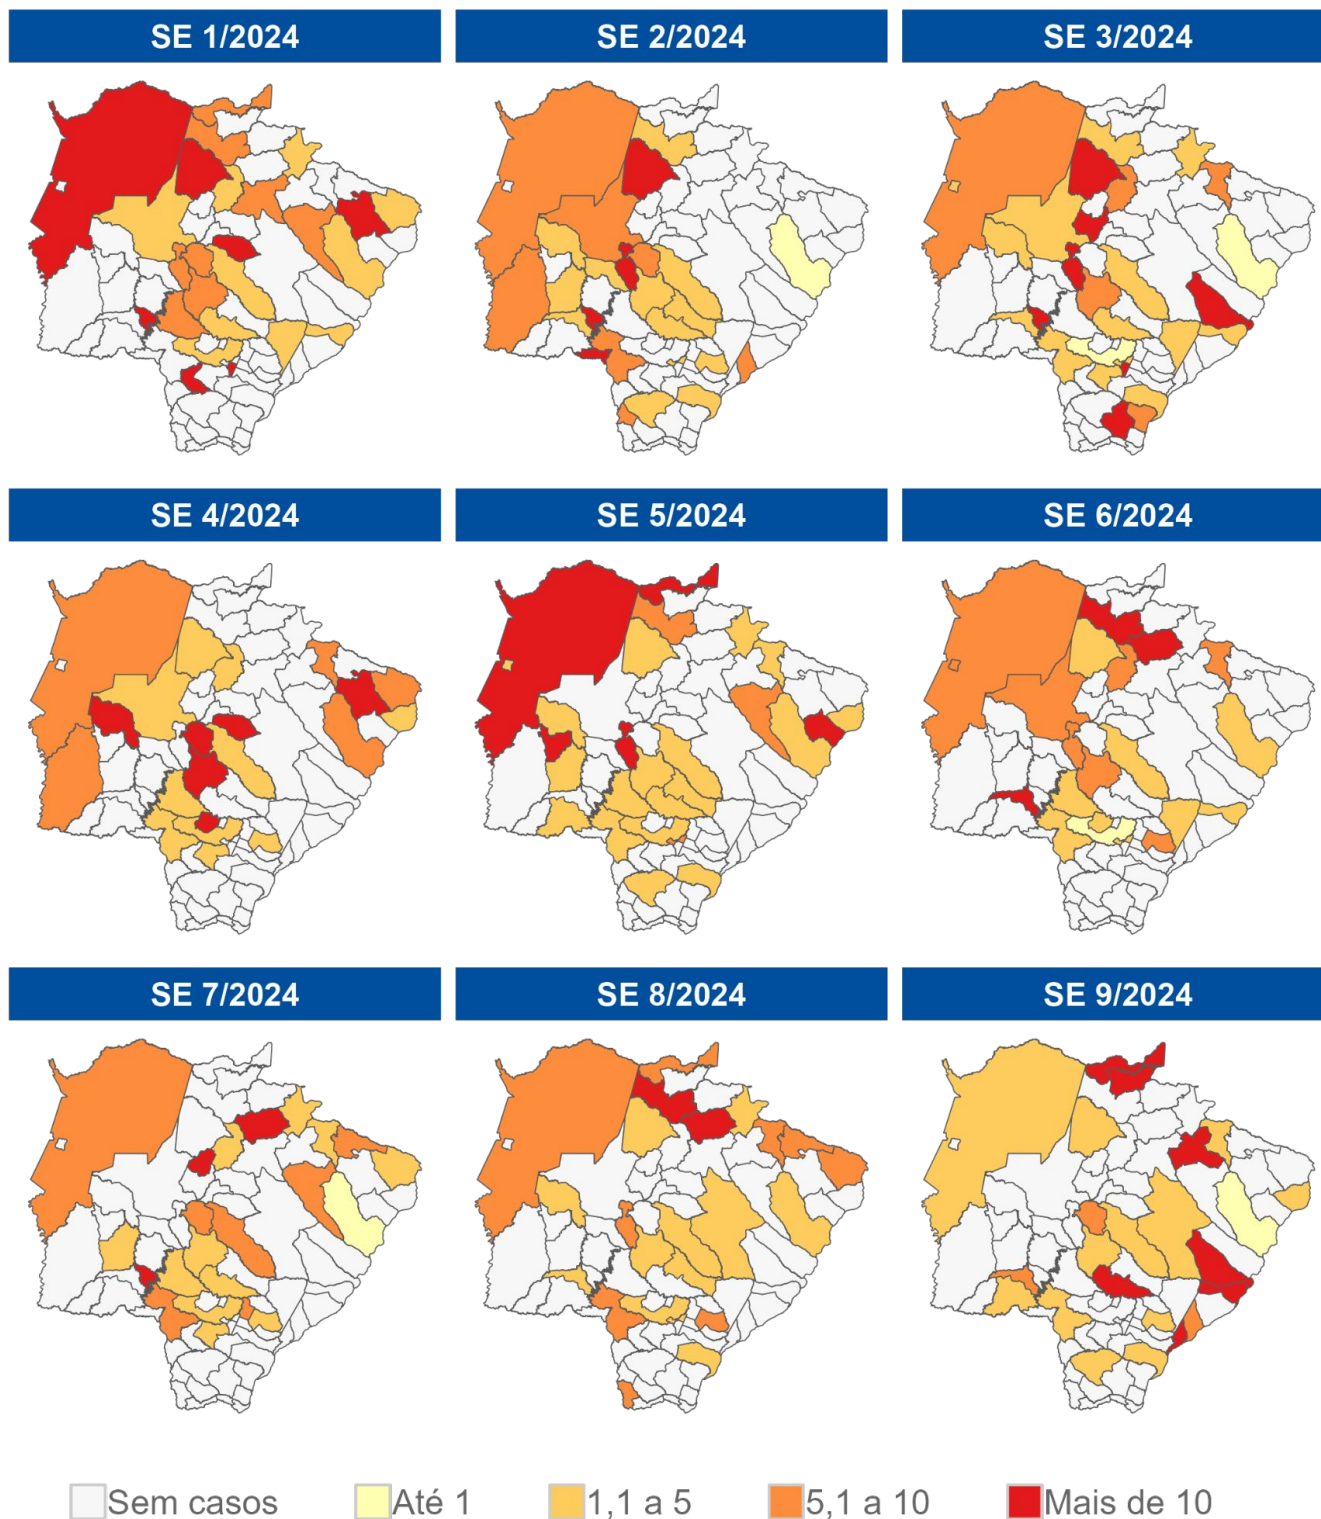 SE 1/2024
SE 2/2024
SE 3/2024
SE 4/2024
SE 5/2024
SE 6/2024
SE 7/2024
SE 8/2024
SE 9/2024
Sem casos
Até 1
1,1 a 5
5,1 a 10
Mais de 10